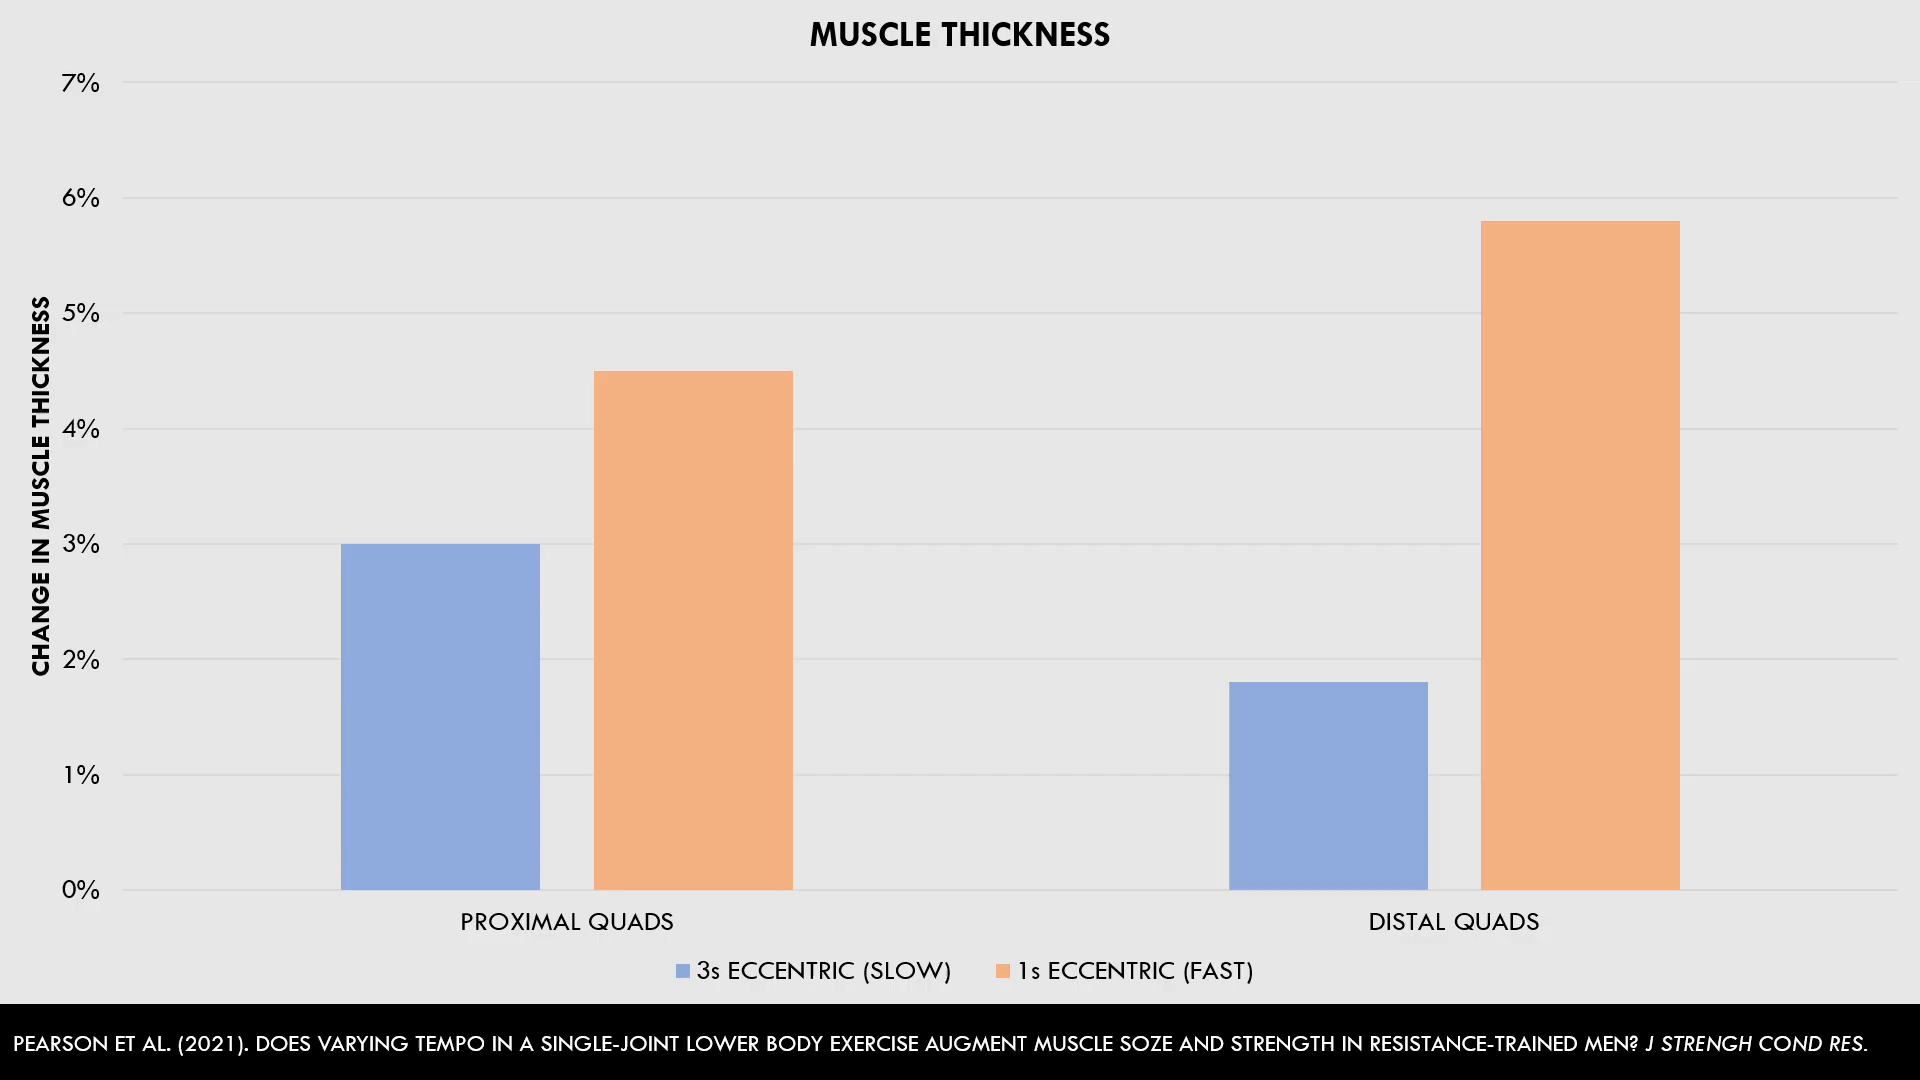 MUSCLE THICKNESS
CHANGE IN MUSCLE THICKNESS
7%
6%
5%
4%
3%
2%
1%
0%
PROXIMAL QUADS
DISTAL QUADS
3s ECCENTRIC (SLOW)
1s ECCENTRIC (FAST)
PEARSON ET AL. (2021). DOES VARYING TEMPO IN A SINGLE-JOINT LOWER BODY EXERCISE AUGMENT MUSCLE SOZE AND STRENGTH IN RESISTANCE-TRAINED MEN? J STRENGH COND RES.